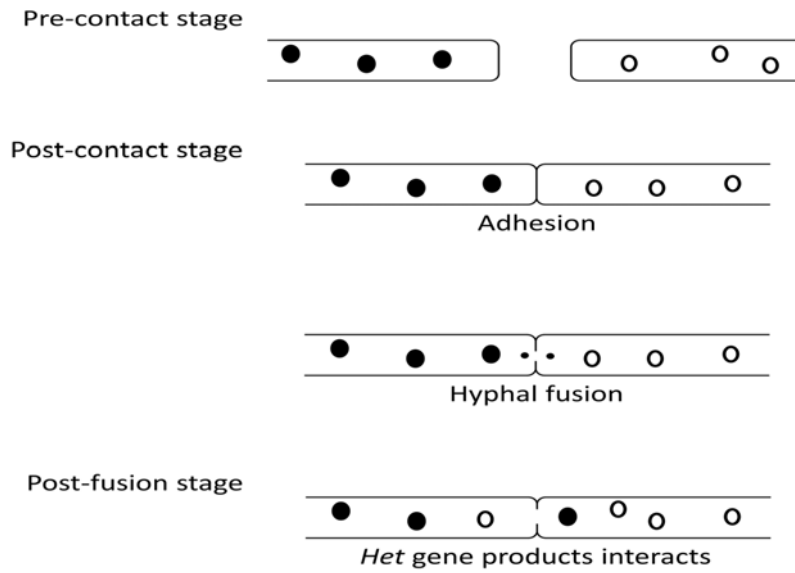 Pre-contact stage
Post-contact stage
Adhesion
Hyphal fusion
Post-fusion stage
Het gene products interacts